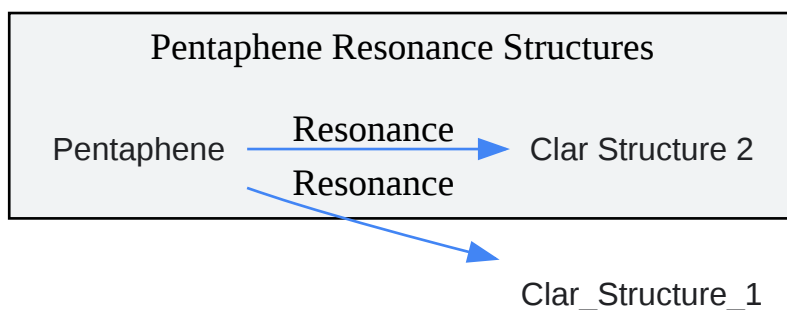 Pentaphene Resonance Structures
Resonance
Pentaphene
Clar Structure 2
Resonance
Clar_Structure_1